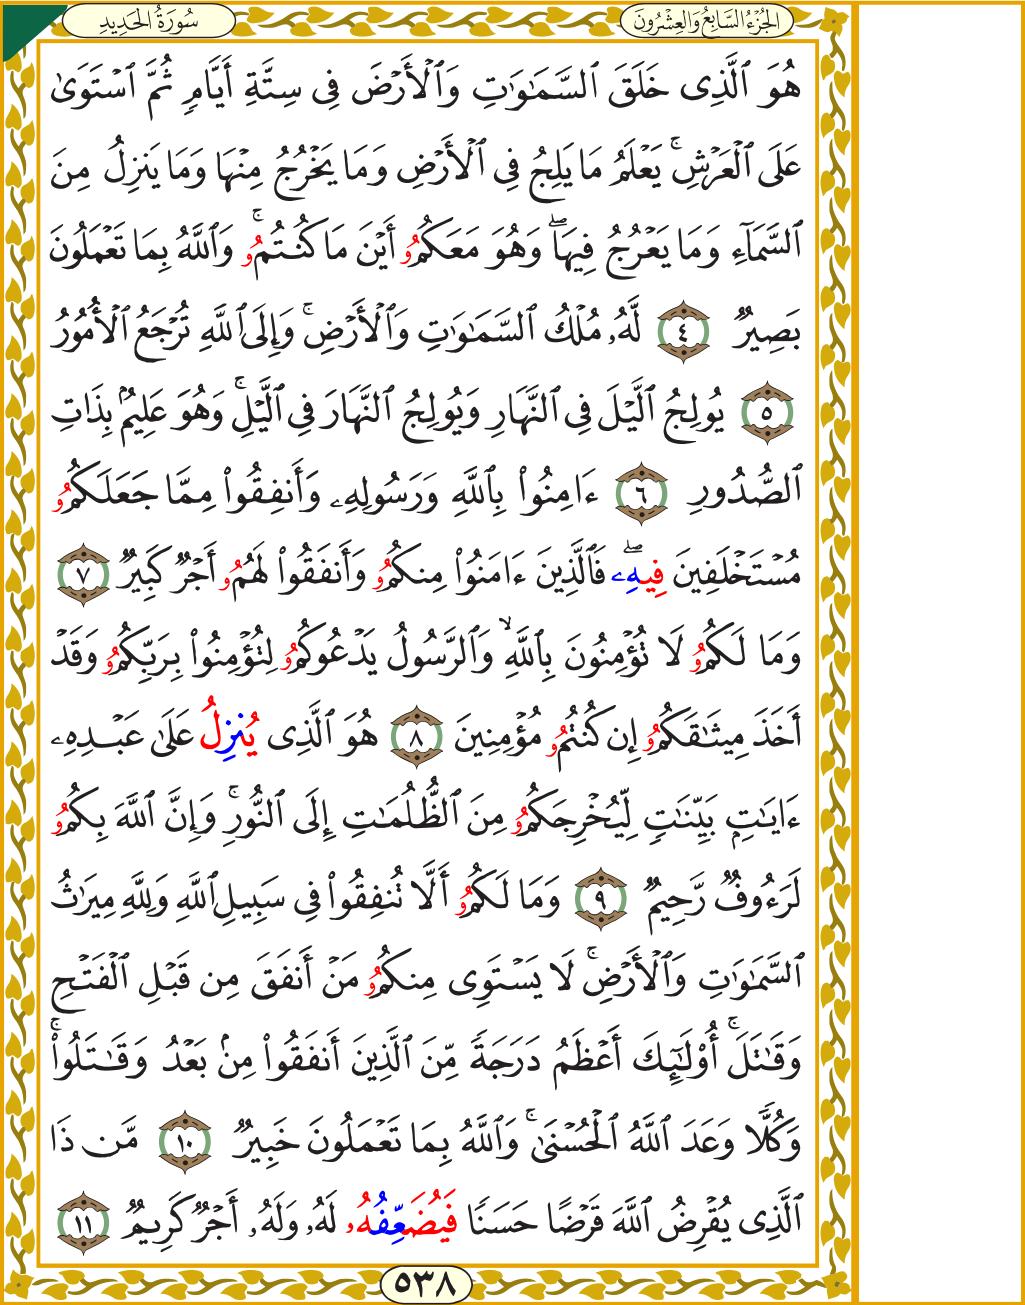 الجُزْءُ السَّابِعُ وَالعِشْرُونَ
سُورَةُ الحَدِيدِ
هُوَ ٱلَّذِى خَلَقَ ٱلسَّمَٰوَٰتِ وَٱلْأَرْضَ فِى سِتَّةِ أَيَّامٍ ثُمَّ ٱسْتَوَىٰ
عَلَى ٱلْعَرْشِ ۚ يَعْلَمُ مَا يَلِجُ فِى ٱلْأَرْضِ وَمَا يَخْرُجُ مِنْهَا وَمَا يَنزِلُ مِنَ
ٱلسَّمَآءِ وَمَا يَعْرُجُ فِيهَا ۖ وَهُوَ مَعَكُمُۥ أَيْنَ مَا كُنتُمُۥ ۚ وَٱللَّهُ بِمَا تَعْمَلُونَ
بَصِيرٌ ٤ لَّهُۥ مُلْكُ ٱلسَّمَٰوَٰتِ وَٱلْأَرْضِ ۚ وَإِلَى ٱللَّهِ تُرْجَعُ ٱلْأُمُورُ
٥ يُولِجُ ٱلَّيْلَ فِى ٱلنَّهَارِ وَيُولِجُ ٱلنَّهَارَ فِى ٱلَّيْلِ ۚ وَهُوَ عَلِيمٌۢ بِذَاتِ
ٱلصُّدُورِ ٦ ءَامِنُوا۟ بِٱللَّهِ وَرَسُولِهِۦ وَأَنفِقُوا۟ مِمَّا جَعَلَكُمُۥ
مُسْتَخْلَفِينَ فِيهِۦ ۖ فَٱلَّذِينَ ءَامَنُوا۟ مِنكُمُۥ وَأَنفَقُوا۟ لَهُمُۥ أَجْرٌ كَبِيرٌ ٧
وَمَا لَكُمُۥ لَا تُؤْمِنُونَ بِٱللَّهِ ۙ وَٱلرَّسُولُ يَدْعُوكُمُۥ لِتُؤْمِنُوا۟ بِرَبِّكُمُۥ وَقَدْ
أَخَذَ مِيثَٰقَكُمُۥ إِن كُنتُمُۥ مُؤْمِنِينَ ٨ هُوَ ٱلَّذِى يُنْزِلُ عَلَىٰ عَبْدِهِۦ
ءَايَٰتٍۭ بَيِّنَٰتٍ لِّيُخْرِجَكُمُۥ مِنَ ٱلظُّلُمَٰتِ إِلَى ٱلنُّورِ ۚ وَإِنَّ ٱللَّهَ بِكُمُۥ
لَرَءُوفٌ رَّحِيمٌ ٩ وَمَا لَكُمُۥ أَلَّا تُنفِقُوا۟ فِى سَبِيلِ ٱللَّهِ وَلِلَّهِ مِيرَٰثُ
ٱلسَّمَٰوَٰتِ وَٱلْأَرْضِ ۚ لَا يَسْتَوِى مِنكُمُۥ مَنْ أَنفَقَ مِن قَبْلِ ٱلْفَتْحِ
وَقَٰتَلَ ۚ أُو۟لَٰٓئِكَ أَعْظَمُ دَرَجَةً مِّنَ ٱلَّذِينَ أَنفَقُوا۟ مِنۢ بَعْدُ وَقَٰتَلُوا۟ ۚ
وَكُلًّا وَعَدَ ٱللَّهُ ٱلْحُسْنَىٰ ۚ وَٱللَّهُ بِمَا تَعْمَلُونَ خَبِيرٌ ١٠ مَّن ذَا
ٱلَّذِى يُقْرِضُ ٱللَّهَ قَرْضًا حَسَنًا فَيُضَعِّفُهُۥ لَهُۥ وَلَهُۥٓ أَجْرٌ كَرِيمٌ ١١
٥٣٨